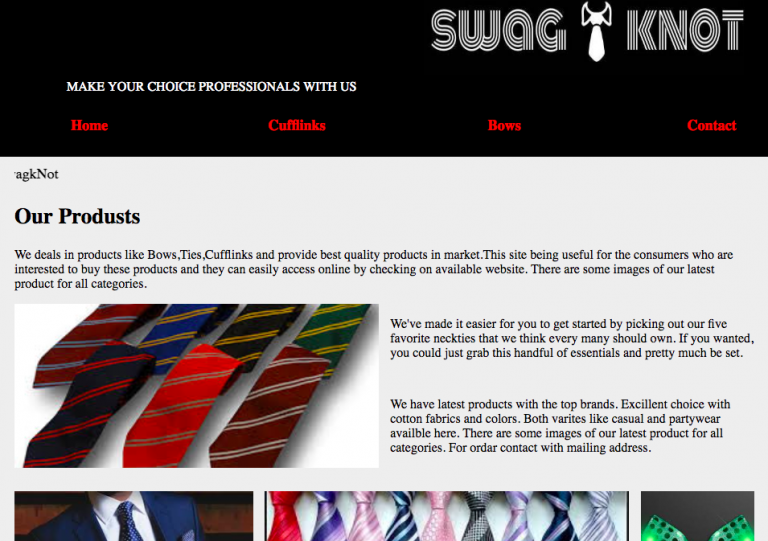 SWAG KNOT
MAKE YOUR CHOICE PROFESSIONALS WITH US
Home Cufflinks Bows Contact
agkNot
Our Produsts
We deals in products like Bows,Ties,Cufflinks and provide best quality products in market.This site being useful for the consumers who are
interested to buy these products and they can easily access online by checking on available website. There are some images of our latest
product for all categories.
We've made it easier for you to get started by picking out our five
favorite neckties that we think every many should own. If you wanted,
you could just grab this handful of essentials and pretty much be set.
We have latest products with the top brands. Excillent choice with
cotton fabrics and colors. Both varites like casual and partywear
availble here. There are some images of our latest product for all
categories. For ordar contact with mailing address.